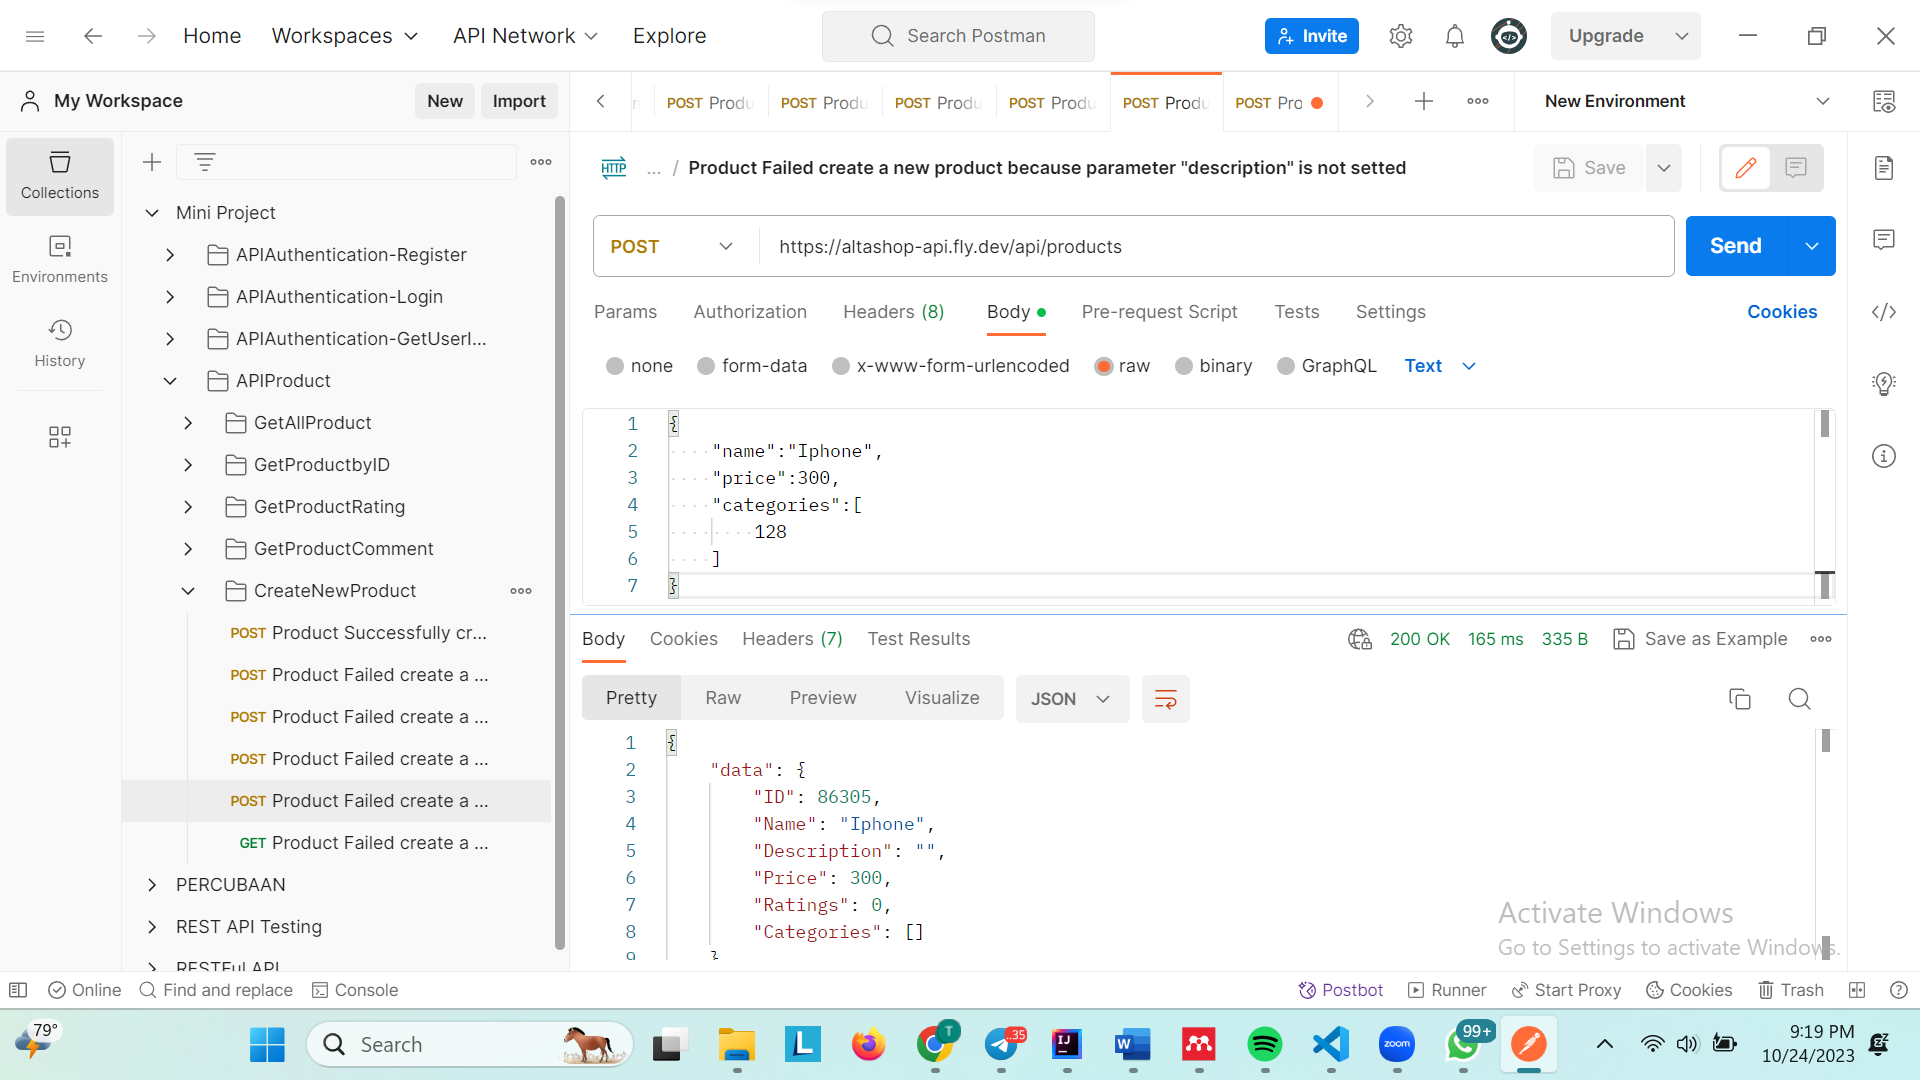 Home
Workspaces
API Network
Explore
Search Postman
Invite
Upgrade
My Workspace
New
Import
POST Produ
POST Produ
POST Produ
POST Produ
POST Produ
POST Pro
New Environment
Collections
Environments
History
Mini Project
APIAuthentication-Register
APIAuthentication-Login
APIAuthentication-GetUserI...
APIProduct
GetAllProduct
GetProductbyID
GetProductRating
GetProductComment
CreateNewProduct
POST Product Successfully cr...
POST Product Failed create a ...
POST Product Failed create a ...
POST Product Failed create a ...
POST Product Failed create a ...
GET Product Failed create a ...
PERCUBAAN
REST API Testing
RESTFul API
HTTP ... / Product Failed create a new product because parameter "description" is not setted
Save
POST https://altashop-api.fly.dev/api/products
Send
Params Authorization Headers (8) Body Pre-request Script Tests Settings Cookies
none form-data x-www-form-urlencoded raw binary GraphQL Text
1 {
2 "name":"Iphone",
3 "price":300,
4 "categories":[
5 128
6 ]
7 }
Body Cookies Headers (7) Test Results 200 OK 165 ms 335 B Save as Example
Pretty Raw Preview Visualize JSON
1 {
2 "data": {
3 "ID": 86305,
4 "Name": "Iphone",
5 "Description": "",
6 "Price": 300,
7 "Ratings": 0,
8 "Categories": []
9 }
Activate Windows
Go to Settings to activate Windows.
Online Find and replace Console Postbot Runner Start Proxy Cookies Trash
79°
Search
T
..35
IJ
L
W
zoom
99+
9:19 PM
10/24/2023